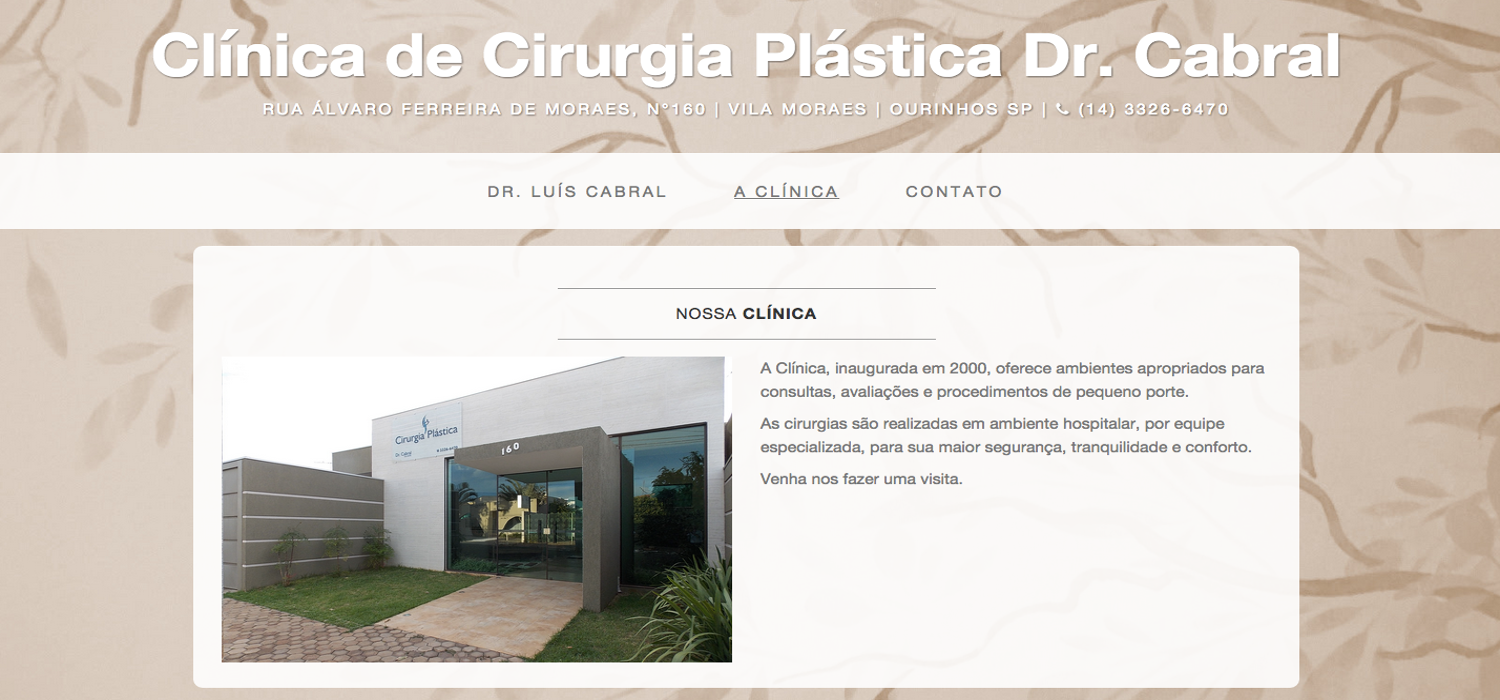 Clínica de Cirurgia Plástica Dr. Cabral
RUA ÁLVARO FERREIRA DE MORAES, Nº160 | VILA MORAES | OURINHOS SP | (14) 3326-6470
DR. LUÍS CABRAL
A CLÍNICA
CONTATO
NOSSA CLÍNICA
Cirurgia Plástica
Dr. Cabral
160
A Clínica, inaugurada em 2000, oferece ambientes apropriados para
consultas, avaliações e procedimentos de pequeno porte.
As cirurgias são realizadas em ambiente hospitalar, por equipe
especializada, para sua maior segurança, tranquilidade e conforto.
Venha nos fazer uma visita.